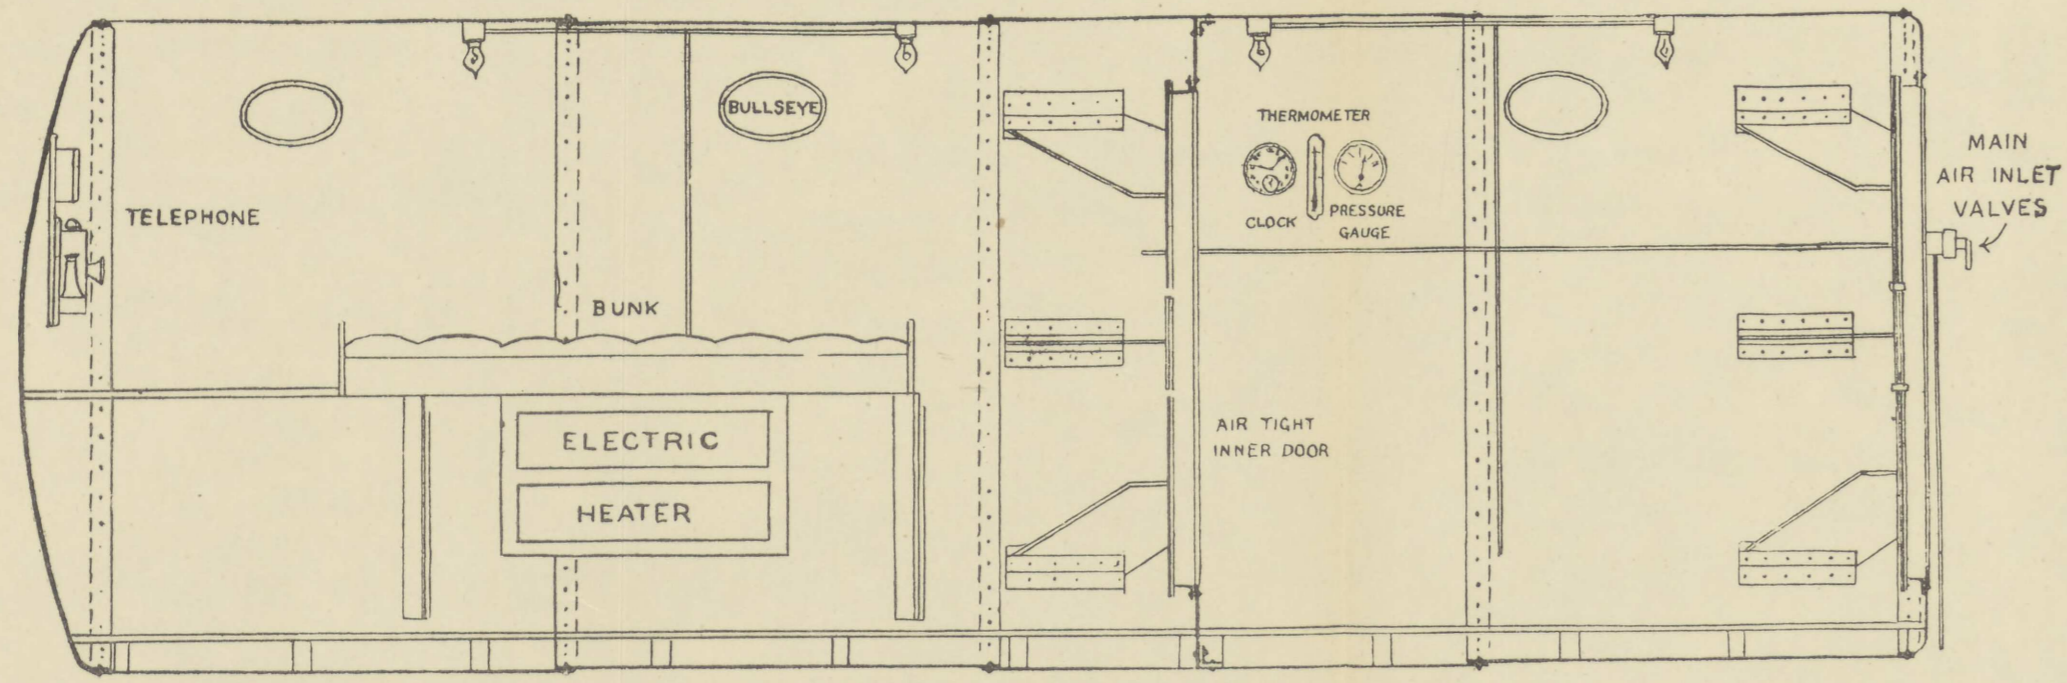 TELEPHONE
BULLSEYE
BUNK
ELECTRIC
HEATER
THERMOMETER
CLOCK
PRESSURE
GAUGE
AIR TIGHT
INNER DOOR
MAIN
AIR INLET
VALVES